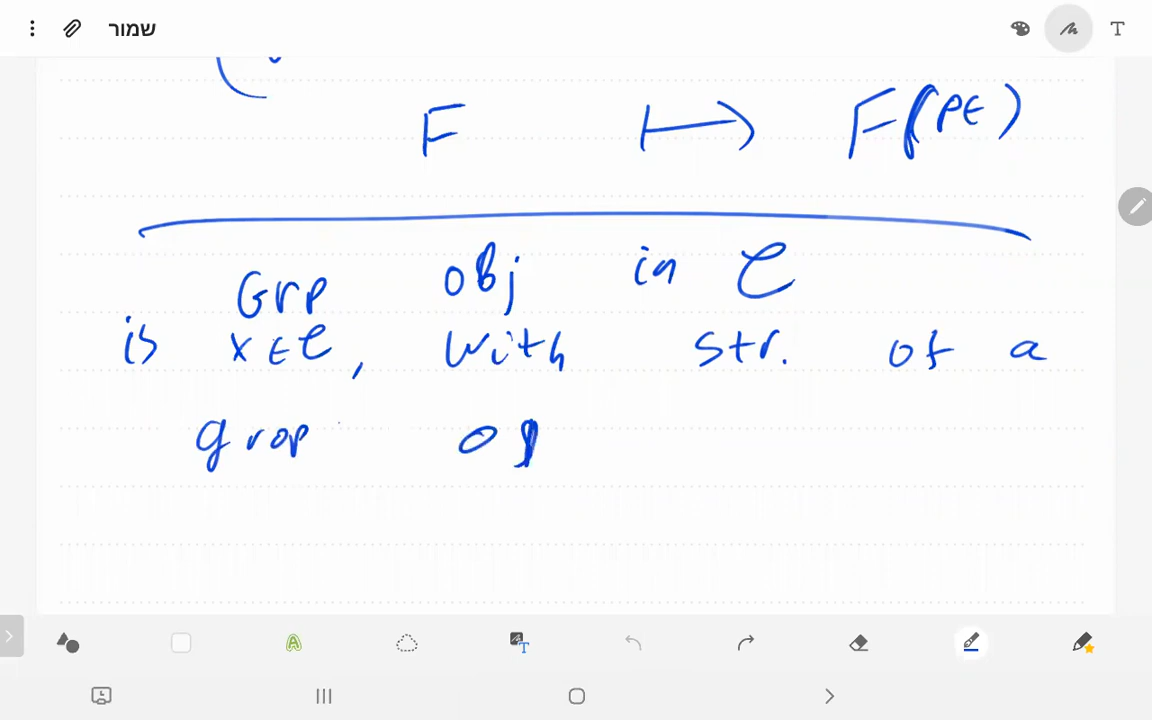 שמור
F ↦ F(pt)
Grp obj in C
is x ∈ C, with str. of a
grop